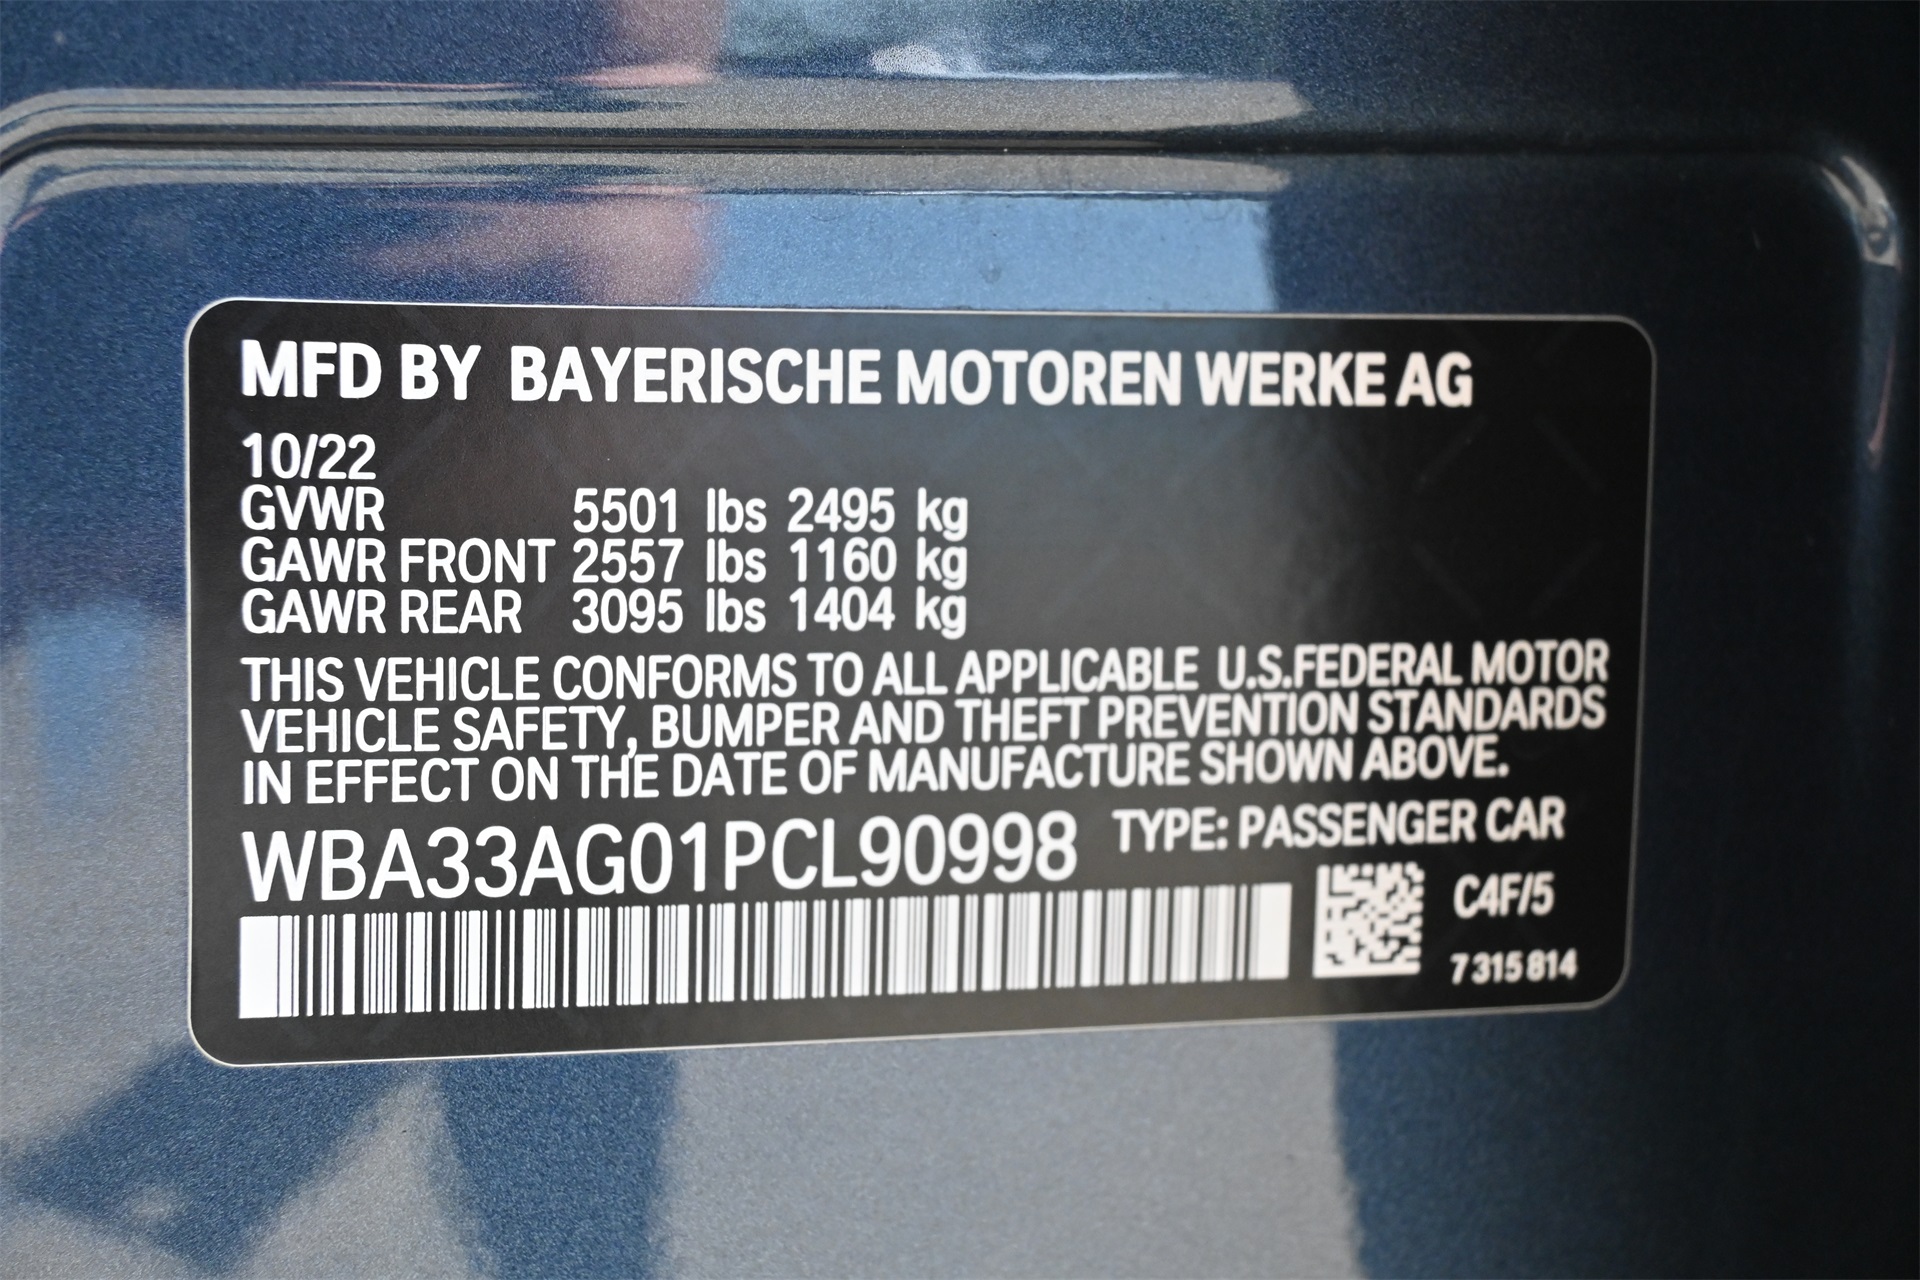 MFD BY BAYERISCHE MOTOREN WERKE AG
10/22
GVWR 5501 lbs 2495 kg
GAWR FRONT 2557 lbs 1160 kg
GAWR REAR 3095 lbs 1404 kg
THIS VEHICLE CONFORMS TO ALL APPLICABLE U.S.FEDERAL MOTOR
VEHICLE SAFETY, BUMPER AND THEFT PREVENTION STANDARDS
IN EFFECT ON THE DATE OF MANUFACTURE SHOWN ABOVE.
WBA33AG01PCL90998 TYPE: PASSENGER CAR
C4F/5
7 315 814